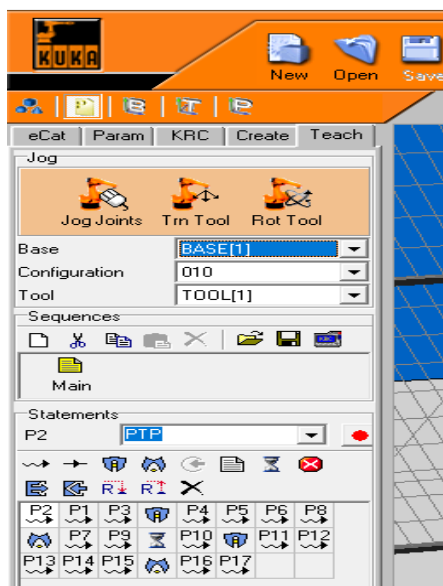 KUKA
New Open Save
eCat Param KRC Create Teach
Jog
Jog Joints Trn Tool Rot Tool
Base BASE[1]
Configuration 010
Tool TOOL[1]
Sequences
Main
Statements
P2 PTP
R R
P2 P1 P3 P4 P5 P6 P8
P7 P9 P10 P11 P12
P13 P14 P15 P16 P17